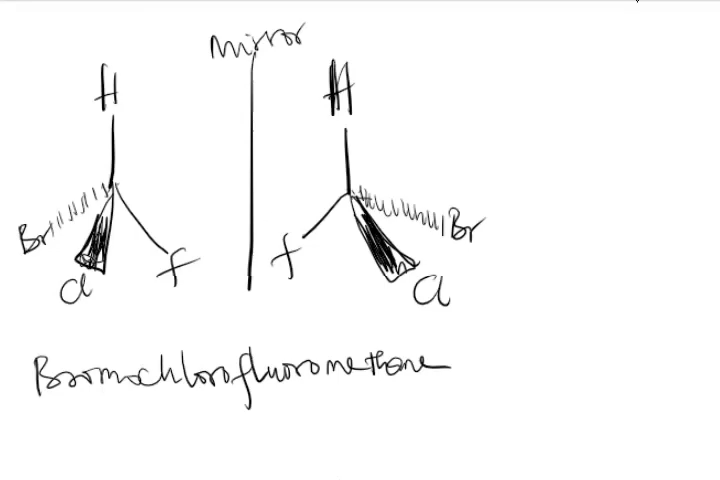 mirror
H H
Br Br
F F
Cl Cl
Bromochlorofluoromethane